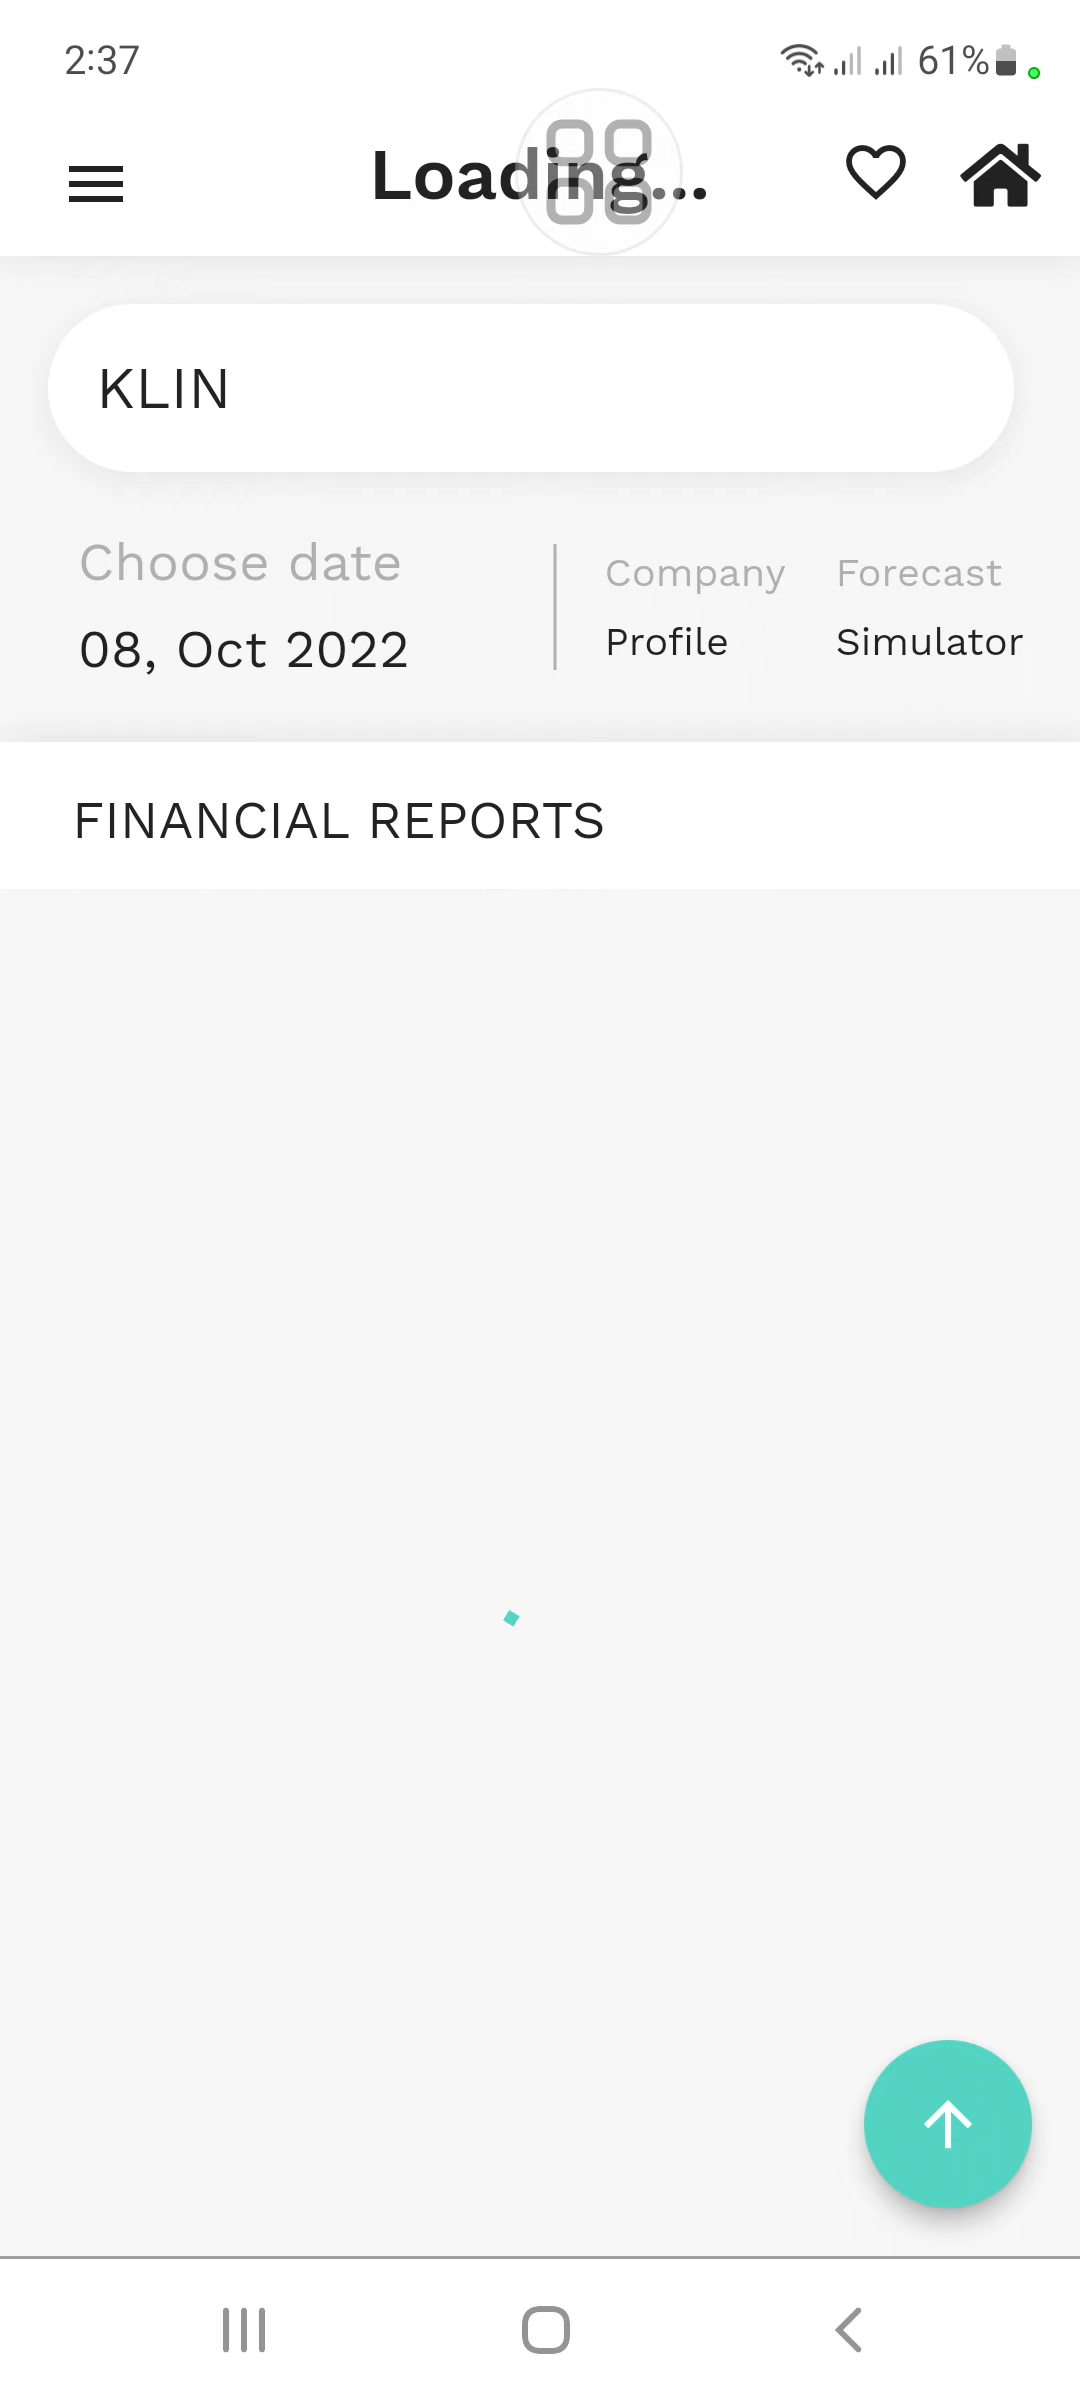 2:37
61%
Loading...
KLIN
Choose date
08, Oct 2022
Company
Profile
Forecast
Simulator
FINANCIAL REPORTS